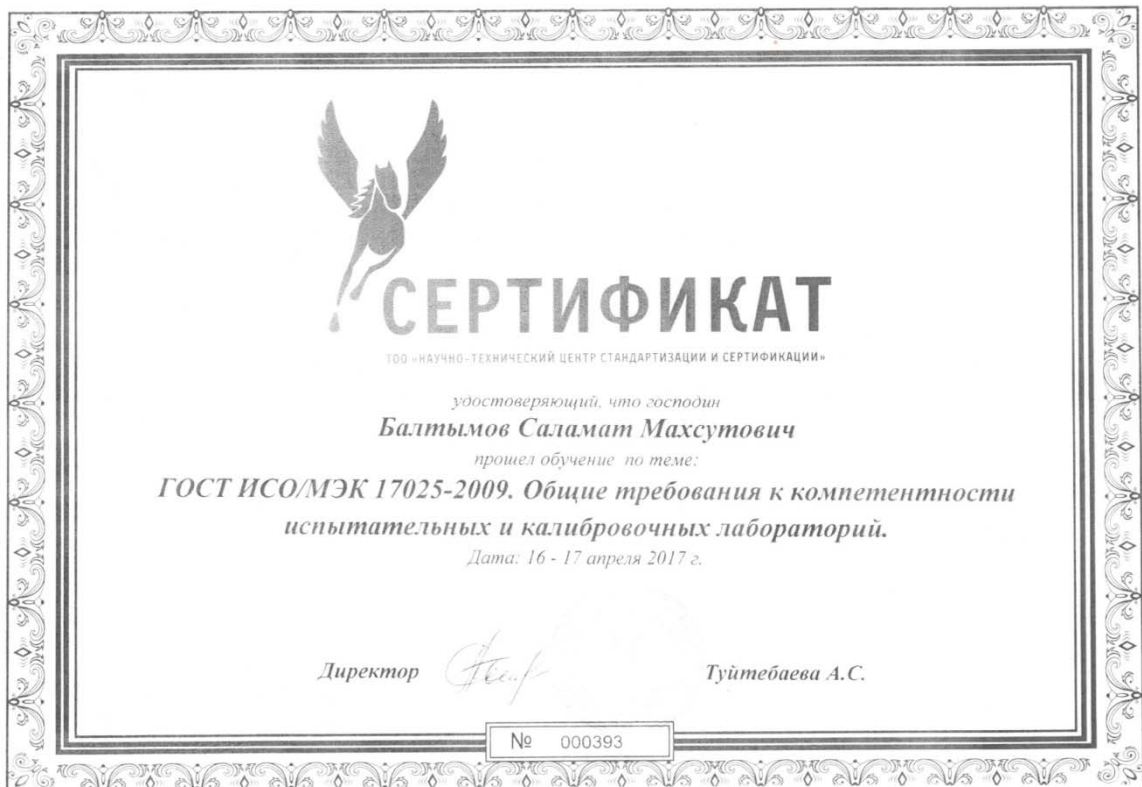 СЕРТИФИКАТ
ТОО «НАУЧНО-ТЕХНИЧЕСКИЙ ЦЕНТР СТАНДАРТИЗАЦИИ И СЕРТИФИКАЦИИ»
удостоверяющий, что господин
Балтымов Саламат Махсутович
прошел обучение по теме:
ГОСТ ИСО/МЭК 17025-2009. Общие требования к компетентности
испытательных и калибровочных лабораторий.
Дата: 16 - 17 апреля 2017 г.
Директор Туйтебаева А.С.
№ 000393